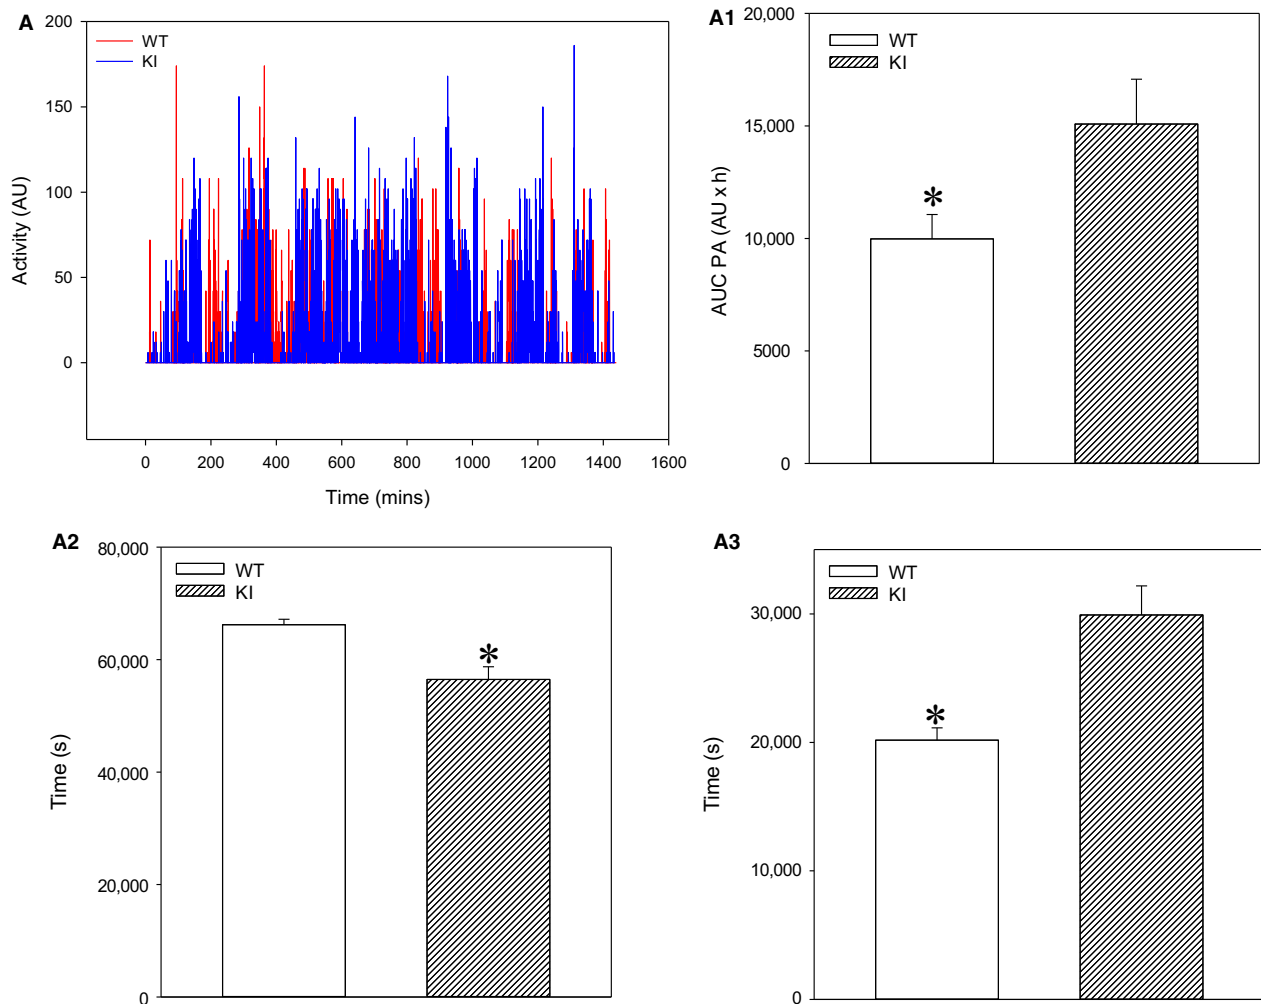 A
200
WT
KI
150
100
50
0
Activity (AU)
0 200 400 600 800 1000 1200 1400 1600
Time (mins)
A1
20,000
WT
KI
15,000
*
10,000
5000
0
AUC PA (AU x h)
A2
80,000
WT
KI
60,000
*
40,000
20,000
0
Time (s)
A3
WT
KI
30,000
*
20,000
10,000
0
Time (s)